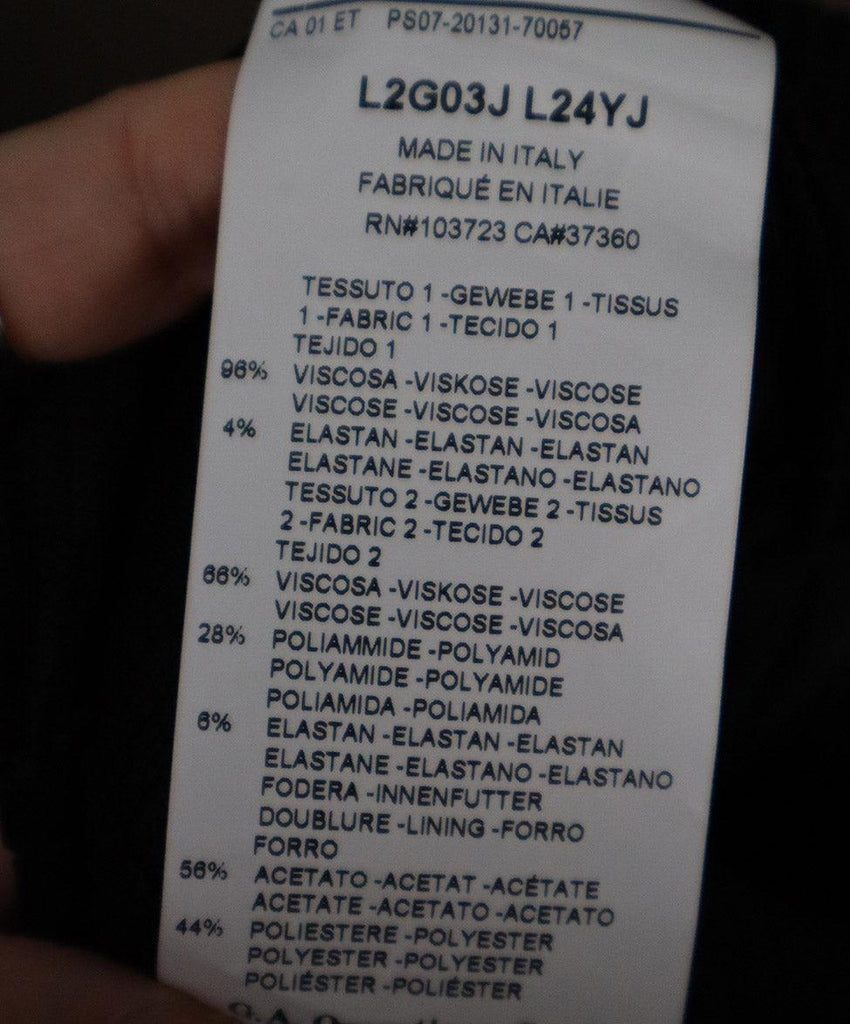 CA 01 ET PS07-20131-70057
L2G03J L24YJ
MADE IN ITALY
FABRIQUÉ EN ITALIE
RN#103723 CA#37360
TESSUTO 1 -GEWEBE 1 -TISSUS
1 -FABRIC 1 -TECIDO 1
TEJIDO 1
96% VISCOSA -VISKOSE -VISCOSE
VISCOSE -VISCOSE -VISCOSA
4% ELASTAN -ELASTAN -ELASTAN
ELASTANE -ELASTANO -ELASTANO
TESSUTO 2 -GEWEBE 2 -TISSUS
2 -FABRIC 2 -TECIDO 2
TEJIDO 2
66% VISCOSA -VISKOSE -VISCOSE
VISCOSE -VISCOSE -VISCOSA
28% POLIAMMIDE -POLYAMID
POLYAMIDE -POLYAMIDE
POLIAMIDA -POLIAMIDA
6% ELASTAN -ELASTAN -ELASTAN
ELASTANE -ELASTANO -ELASTANO
FODERA -INNENFUTTER
DOUBLURE -LINING -FORRO
FORRO
56% ACETATO -ACETAT -ACÉTATE
ACETATE -ACETATO -ACETATO
44% POLIESTERE -POLYESTER
POLYESTER -POLYESTER
POLIÉSTER -POLIÉSTER